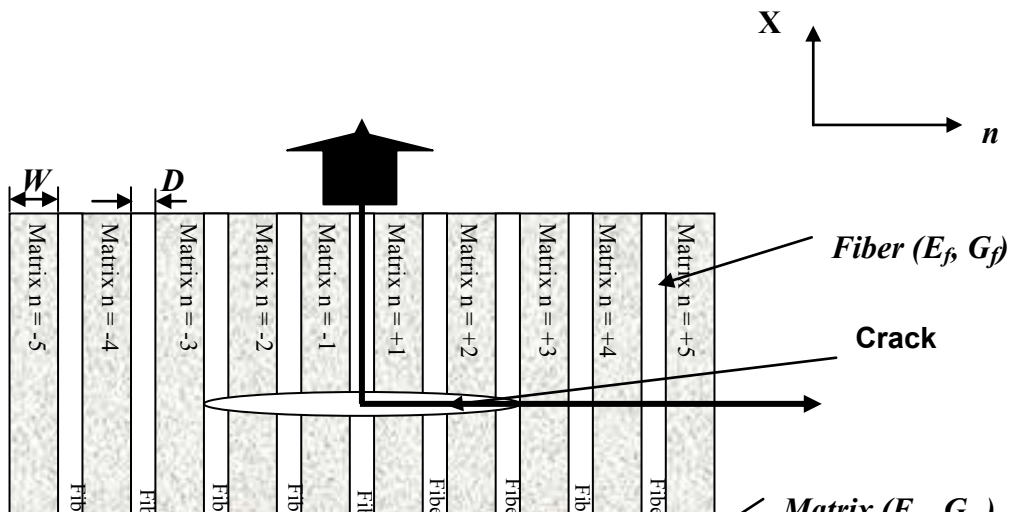 X
n
W
D
Matrix n = -5
Matrix n = -4
Matrix n = -3
Matrix n = -2
Matrix n = -1
Matrix n = +1
Matrix n = +2
Matrix n = +3
Matrix n = +4
Matrix n = +5
Fiber (Ef, Gf)
Crack